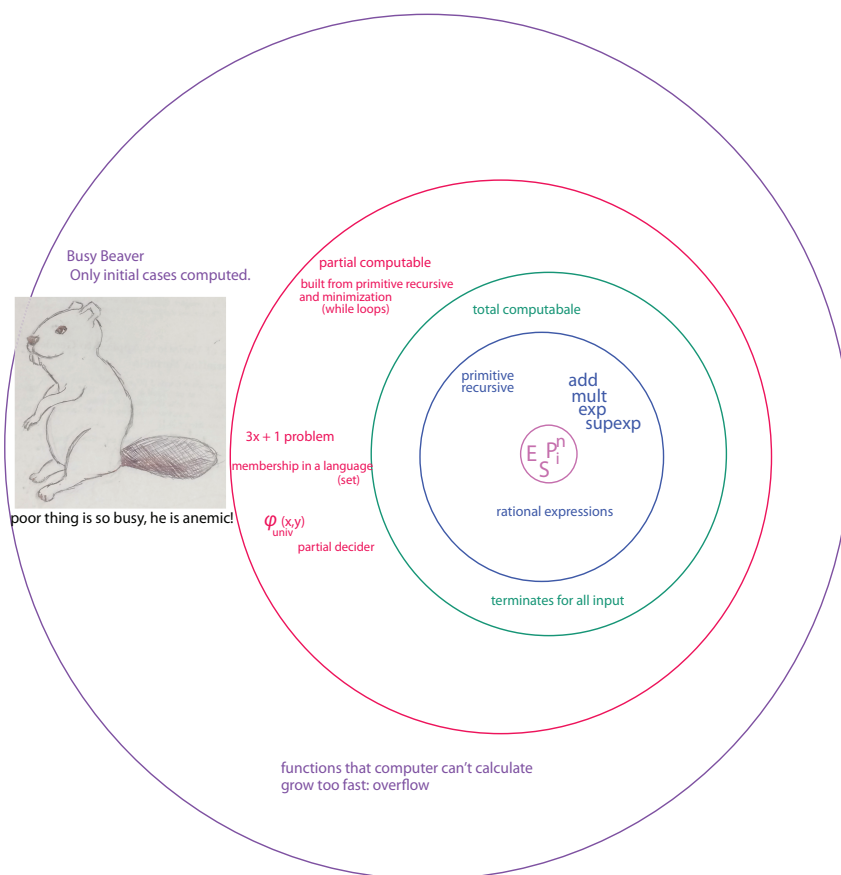 Busy Beaver
Only initial cases computed.
poor thing is so busy, he is anemic!
partial computable
built from primitive recursive
and minimization
(while loops)
3x + 1 problem
membership in a language
(set)
φ (x,y)
univ
partial decider
total computabale
primitive
recursive
add
mult
exp
supexp
E P n
i
S
rational expressions
terminates for all input
functions that computer can't calculate
grow too fast: overflow